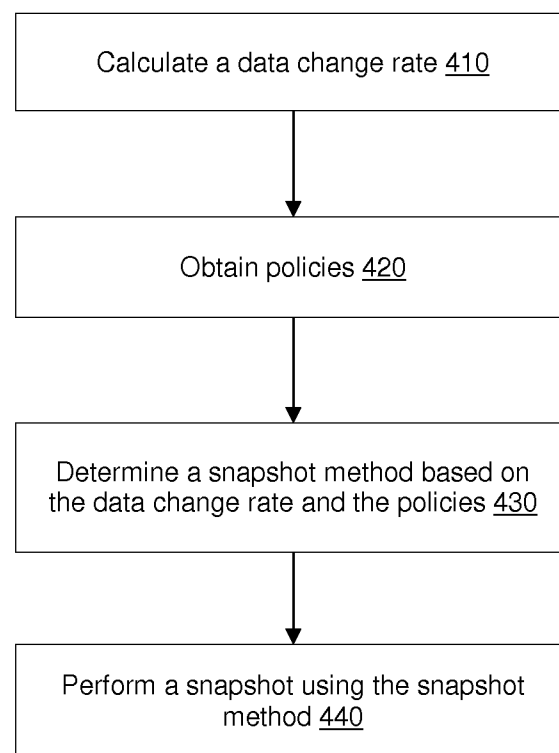 Calculate a data change rate 410
Obtain policies 420
Determine a snapshot method based on
the data change rate and the policies 430
Perform a snapshot using the snapshot
method 440